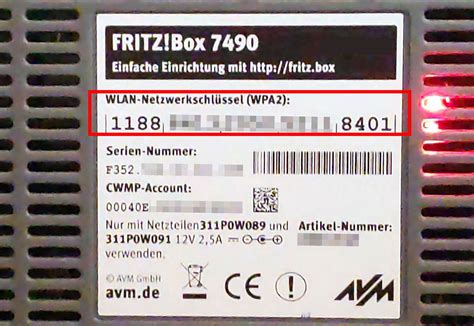 FRITZ!Box 7490
Einfache Einrichtung mit http://fritz.box
WLAN-Netzwerkschlüssel (WPA2):
1188 8401
Serien-Nummer:
F352.
CWMP-Account:
00040E
Nur mit Netzteilen 311P0W089 und
311P0W091 12V 2,5A
verwenden.
Artikel-Nummer:
© AVM GmbH
avm.de
CE
AVM